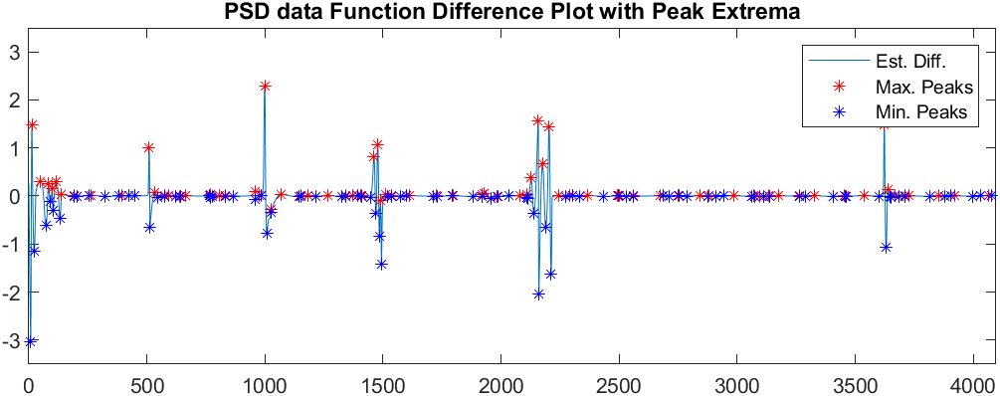 PSD data Function Difference Plot with Peak Extrema
3
2
1
0
-1
-2
-3
Est. Diff.
Max. Peaks
Min. Peaks
0 500 1000 1500 2000 2500 3000 3500 4000